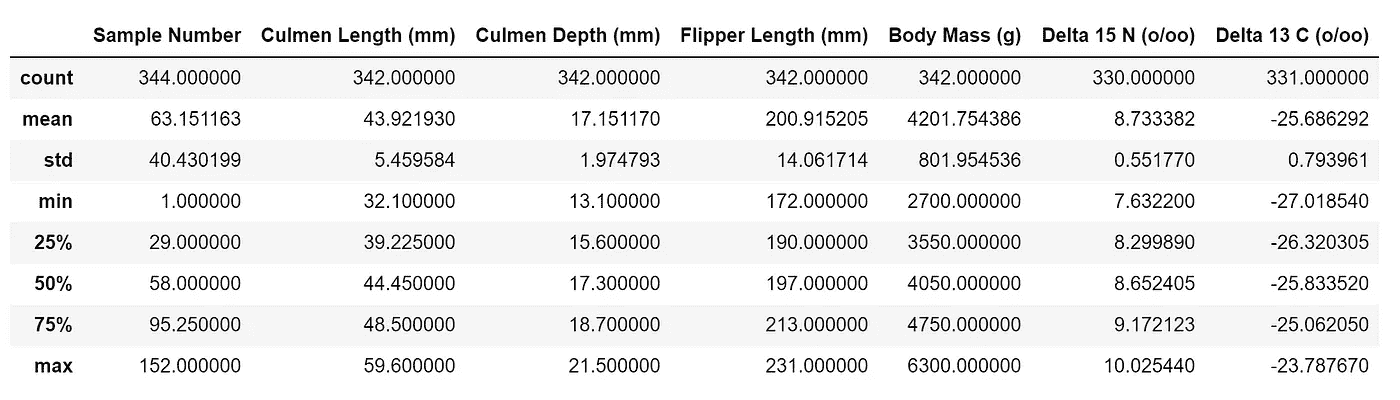 Sample Number Culmen Length (mm) Culmen Depth (mm) Flipper Length (mm) Body Mass (g) Delta 15 N (o/oo) Delta 13 C (o/oo)
count 344.000000 342.000000 342.000000 342.000000 342.000000 330.000000 331.000000
mean 63.151163 43.921930 17.151170 200.915205 4201.754386 8.733382 -25.686292
std 40.430199 5.459584 1.974793 14.061714 801.954536 0.551770 0.793961
min 1.000000 32.100000 13.100000 172.000000 2700.000000 7.632200 -27.018540
25% 29.000000 39.225000 15.600000 190.000000 3550.000000 8.299890 -26.320305
50% 58.000000 44.450000 17.300000 197.000000 4050.000000 8.652405 -25.833520
75% 95.250000 48.500000 18.700000 213.000000 4750.000000 9.172123 -25.062050
max 152.000000 59.600000 21.500000 231.000000 6300.000000 10.025440 -23.787670